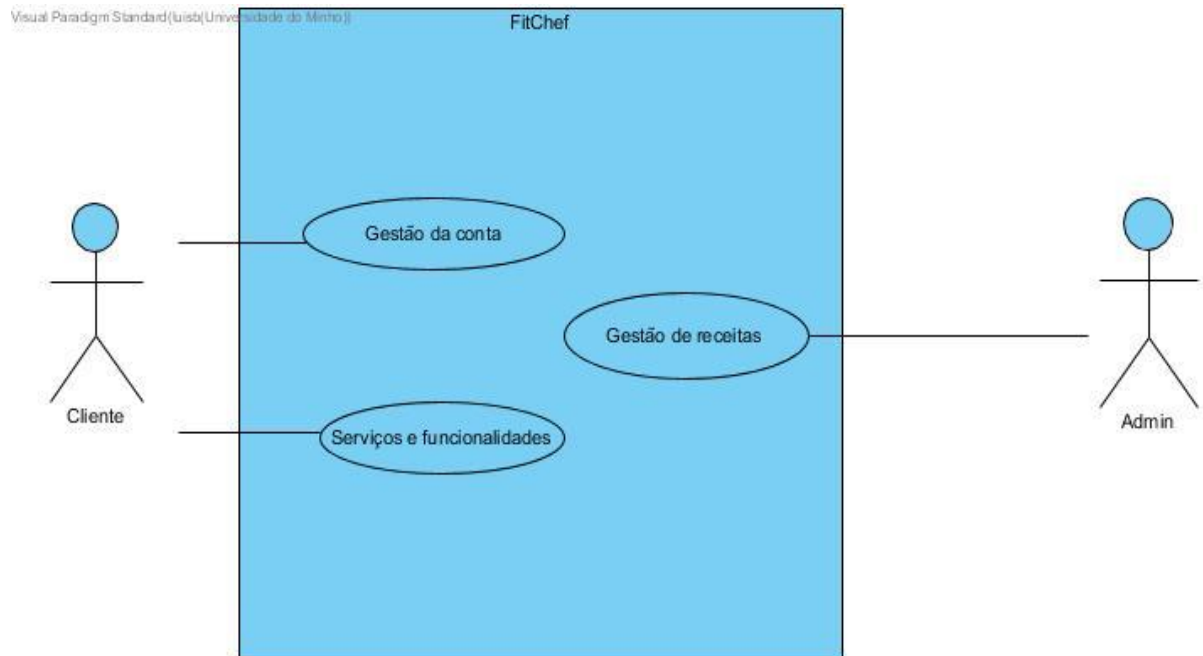 Visual Paradigm Standard(luisb(Universidade do Minho))
FitChef
Gestão da conta
Gestão de receitas
Cliente
Admin
Serviços e funcionalidades